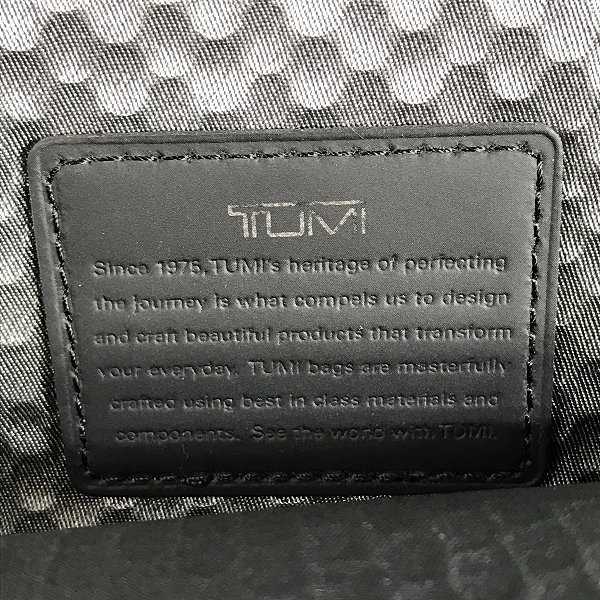 TUMI
Since 1975, TUMI's heritage of perfecting
the journey is what compels us to design
and craft beautiful products that transform
your everyday. TUMI bags are masterfully
crafted using best in class materials and
components. See the world with TUMI.